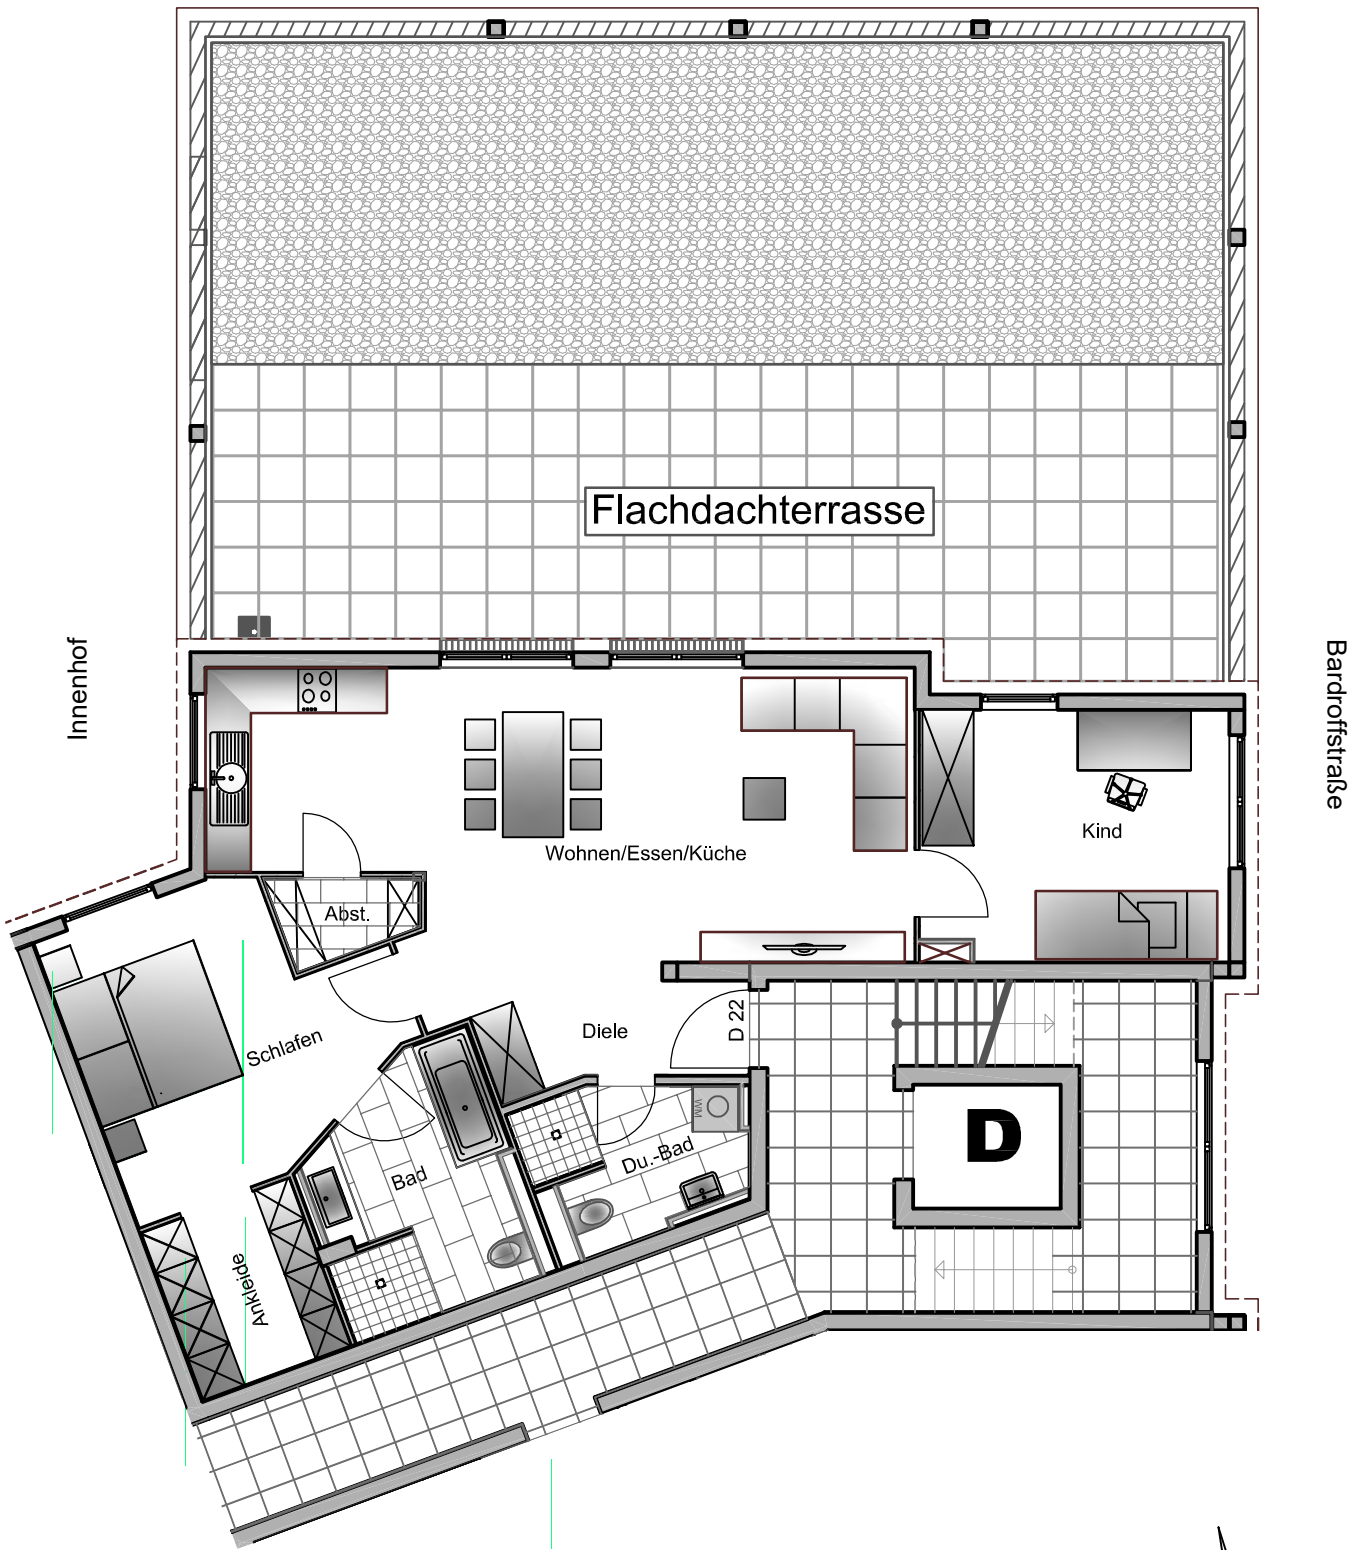 Flachdachterrasse
Innenhof
Bardroffstraße
Wohnen/Essen/Küche
Kind
Abst.
Schlafen
Diele
D 22
WM
Du.-Bad
Bad
Ankleide
D